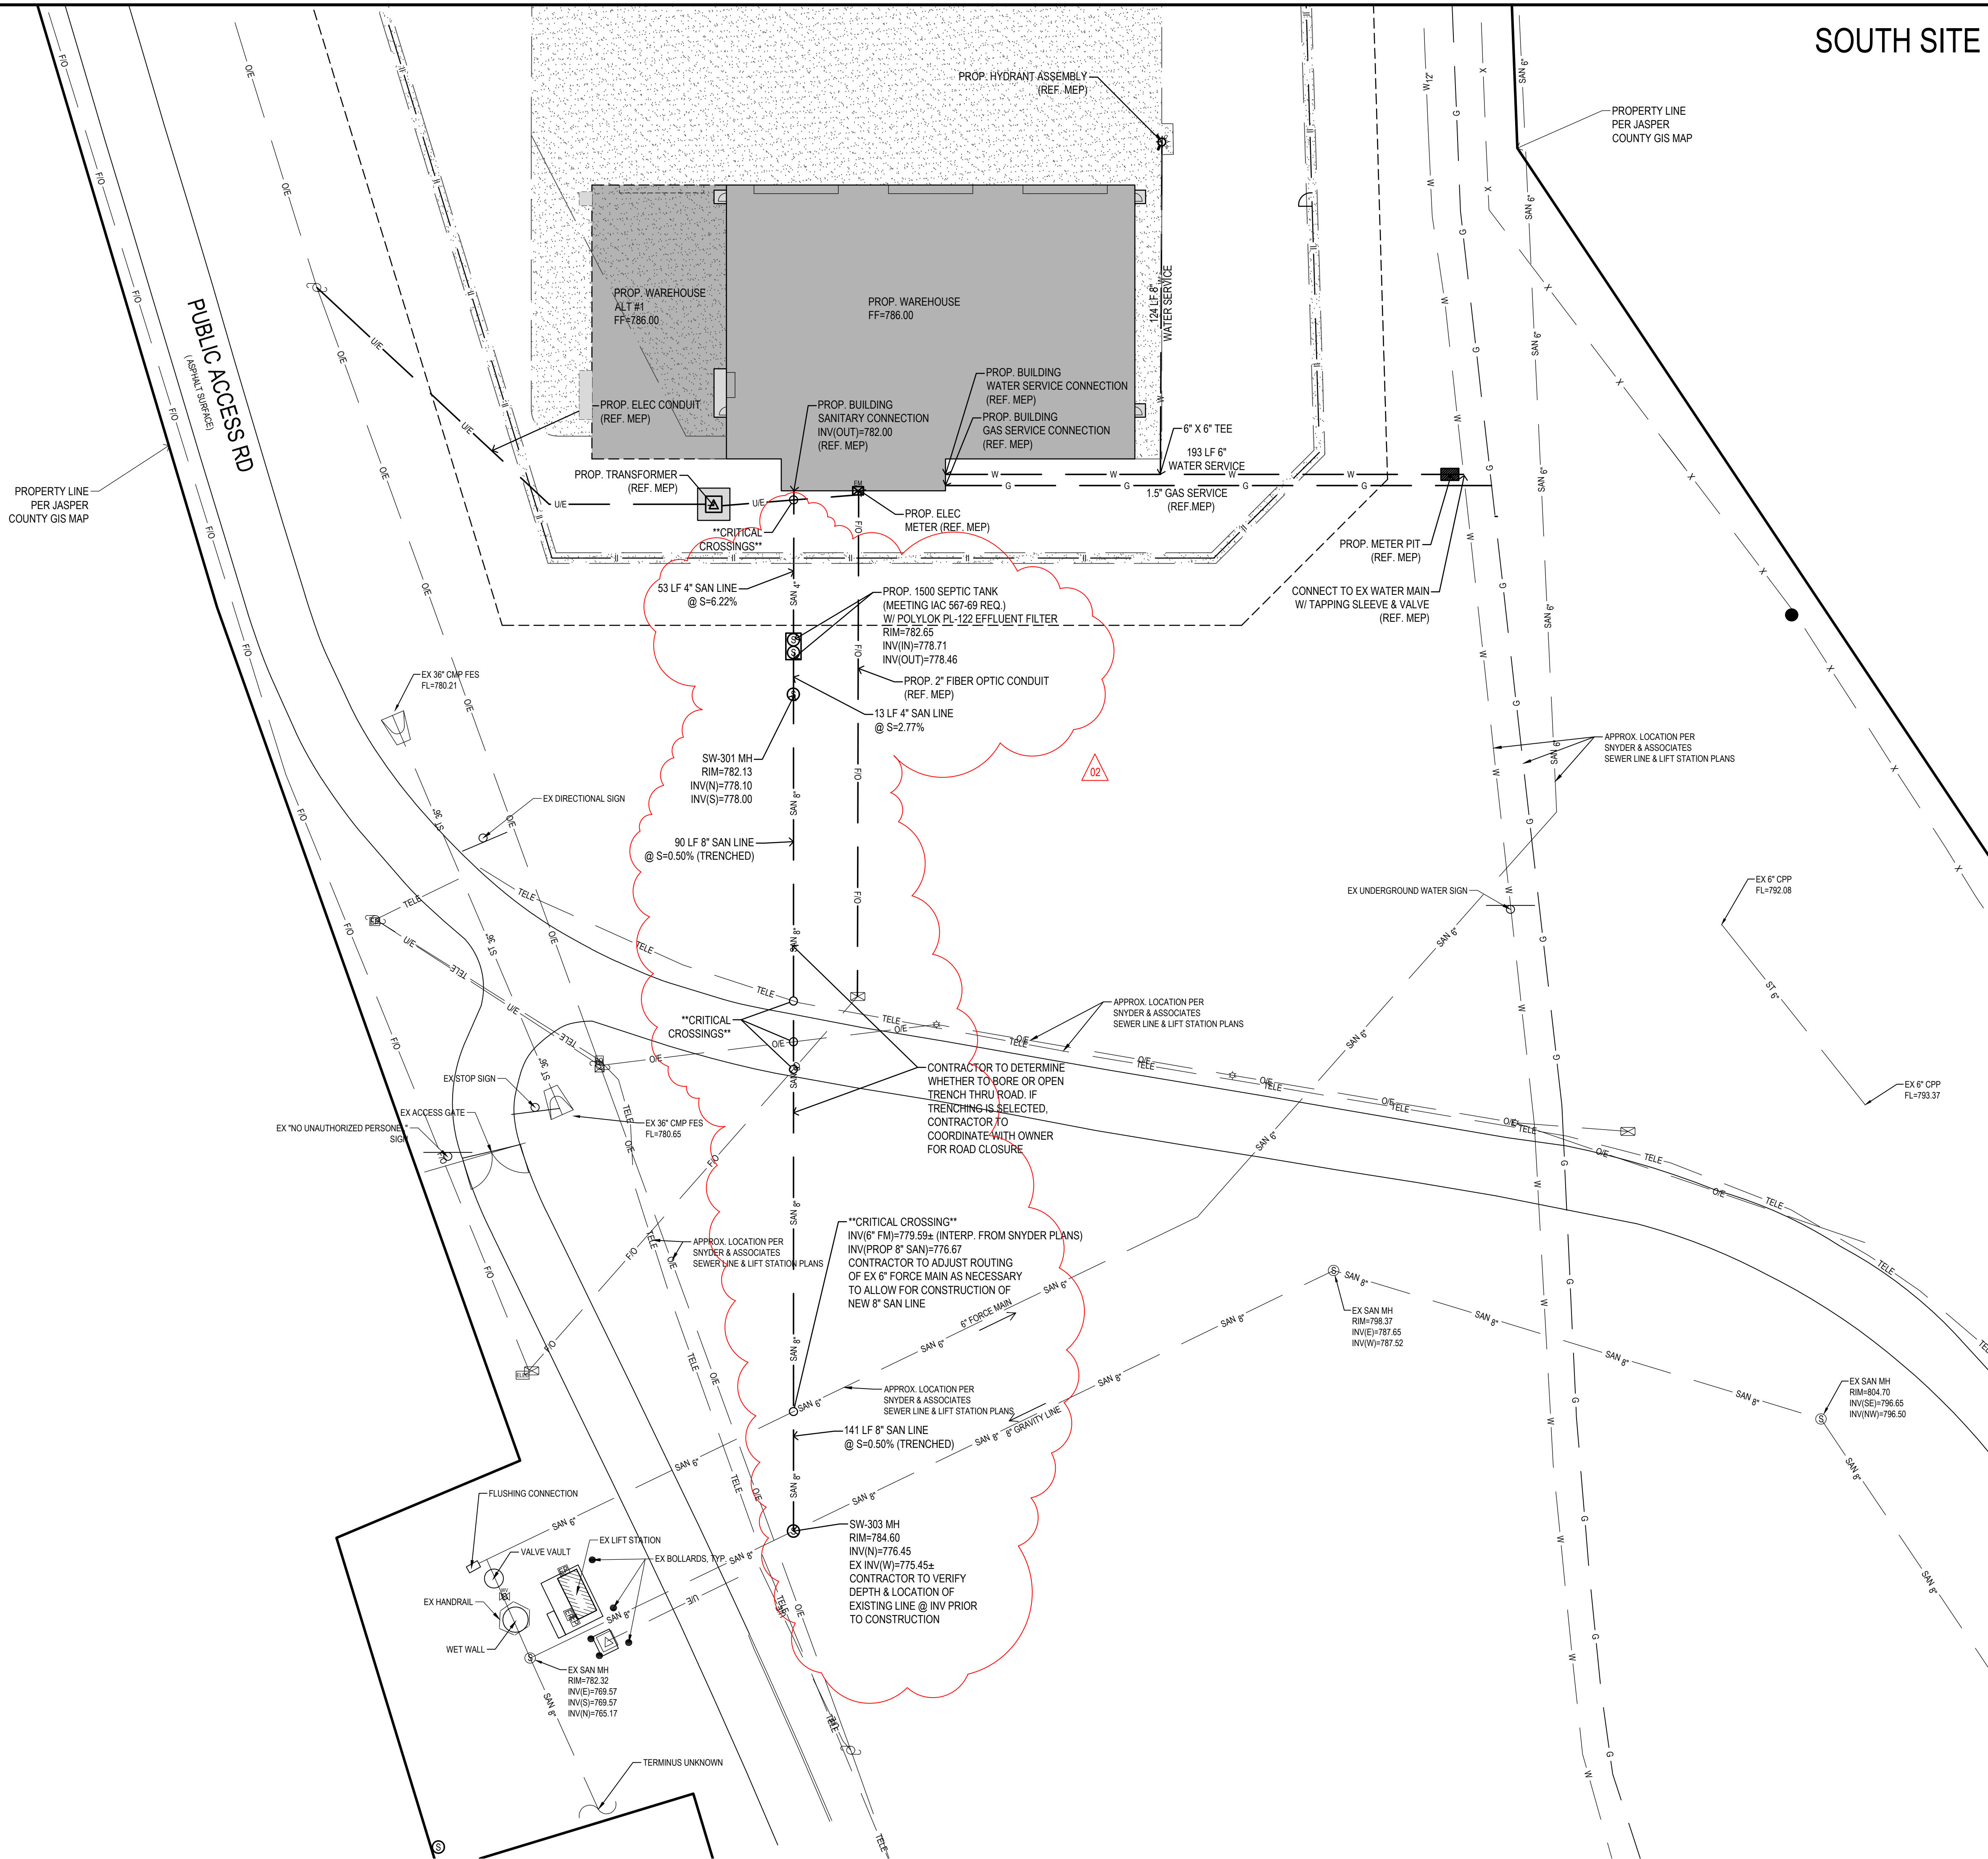 SOUTH SITE
PROP. HYDRANT ASSEMBLY
(REF. MEP)
PROPERTY LINE
PER JASPER
COUNTY GIS MAP
PUBLIC ACCESS RD
(ASPHALT SURFACE)
PROP. WAREHOUSE
ALT #1
FF=786.00
PROP. WAREHOUSE
FF=786.00
124 LF 8"
WATER SERVICE
PROP. ELEC CONDUIT
(REF. MEP)
PROP. BUILDING
SANITARY CONNECTION
INV(OUT)=782.00
(REF. MEP)
PROP. BUILDING
WATER SERVICE CONNECTION
(REF. MEP)
PROP. BUILDING
GAS SERVICE CONNECTION
(REF. MEP)
6" X 6" TEE
193 LF 6"
WATER SERVICE
1.5" GAS SERVICE
(REF.MEP)
PROP. TRANSFORMER
(REF. MEP)
PROPERTY LINE
PER JASPER
COUNTY GIS MAP
EM
PROP. ELEC
METER (REF. MEP)
**CRITICAL
CROSSINGS**
PROP. METER PIT
(REF. MEP)
CONNECT TO EX WATER MAIN
W/ TAPPING SLEEVE & VALVE
(REF. MEP)
53 LF 4" SAN LINE
@ S=6.22%
SAN 4"
PROP. 1500 SEPTIC TANK
(MEETING IAC 567-69 REQ.)
W/ POLYLOK PL-122 EFFLUENT FILTER
RIM=782.65
INV(IN)=778.71
INV(OUT)=778.46
PROP. 2" FIBER OPTIC CONDUIT
(REF. MEP)
13 LF 4" SAN LINE
@ S=2.77%
EX 36" CMP FES
FL=780.21
SW-301 MH
RIM=782.13
INV(N)=778.10
INV(S)=778.00
02
APPROX. LOCATION PER
SNYDER & ASSOCIATES
SEWER LINE & LIFT STATION PLANS
EX DIRECTIONAL SIGN
90 LF 8" SAN LINE
@ S=0.50% (TRENCHED)
EX UNDERGROUND WATER SIGN
EX 6" CPP
FL=792.08
ST 6"
EX 6" CPP
FL=793.37
APPROX. LOCATION PER
SNYDER & ASSOCIATES
SEWER LINE & LIFT STATION PLANS
**CRITICAL
CROSSINGS**
CONTRACTOR TO DETERMINE
WHETHER TO BORE OR OPEN
TRENCH THRU ROAD. IF
TRENCHING IS SELECTED,
CONTRACTOR TO
COORDINATE WITH OWNER
FOR ROAD CLOSURE
EX STOP SIGN
EX ACCESS GATE
EX "NO UNAUTHORIZED PERSONEL"
SIGN
EX 36" CMP FES
FL=780.65
**CRITICAL CROSSING**
INV(6" FM)=779.59± (INTERP. FROM SNYDER PLANS)
INV(PROP 8" SAN)=776.67
CONTRACTOR TO ADJUST ROUTING
OF EX 6" FORCE MAIN AS NECESSARY
TO ALLOW FOR CONSTRUCTION OF
NEW 8" SAN LINE
APPROX. LOCATION PER
SNYDER & ASSOCIATES
SEWER LINE & LIFT STATION PLANS
6" FORCE MAIN
EX SAN MH
RIM=798.37
INV(E)=787.65
INV(W)=787.52
APPROX. LOCATION PER
SNYDER & ASSOCIATES
SEWER LINE & LIFT STATION PLANS
8" GRAVITY LINE
EX SAN MH
RIM=804.70
INV(SE)=796.65
INV(NW)=796.50
141 LF 8" SAN LINE
@ S=0.50% (TRENCHED)
FLUSHING CONNECTION
VALVE VAULT
EX LIFT STATION
EX BOLLARDS, TYP.
EX HANDRAIL
WET WALL
SW-303 MH
RIM=784.60
INV(N)=776.45
EX INV(W)=775.45±
CONTRACTOR TO VERIFY
DEPTH & LOCATION OF
EXISTING LINE @ INV PRIOR
TO CONSTRUCTION
EX SAN MH
RIM=782.32
INV(E)=769.57
INV(S)=769.57
INV(N)=765.17
TERMINUS UNKNOWN